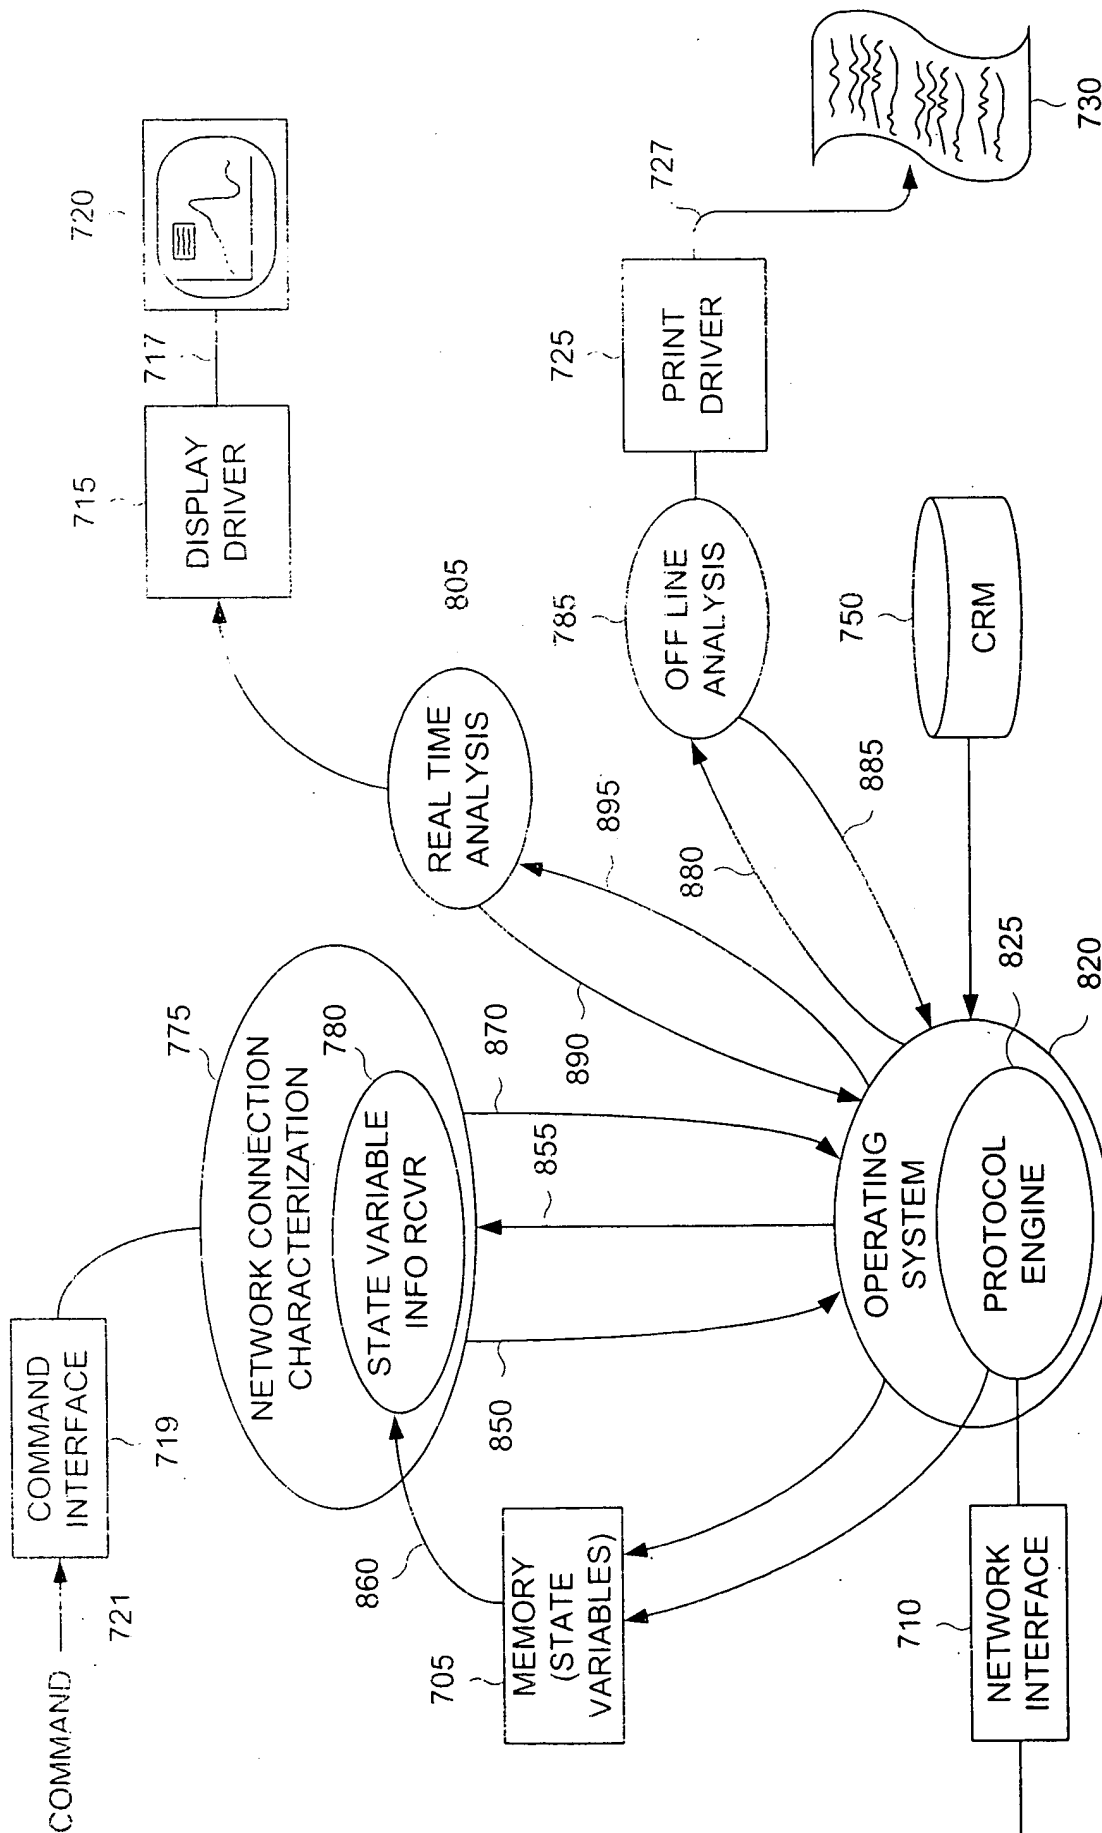 COMMAND
721
COMMAND
INTERFACE
719
NETWORK CONNECTION
CHARACTERIZATION
775
STATE VARIABLE
INFO RCVR
780
DISPLAY
DRIVER
715
717
720
REAL TIME
ANALYSIS
805
MEMORY
(STATE
VARIABLES)
705
860
850
855
870
890
895
880
885
OFF LINE
ANALYSIS
785
PRINT
DRIVER
725
727
730
NETWORK
INTERFACE
710
OPERATING
SYSTEM
820
PROTOCOL
ENGINE
825
CRM
750